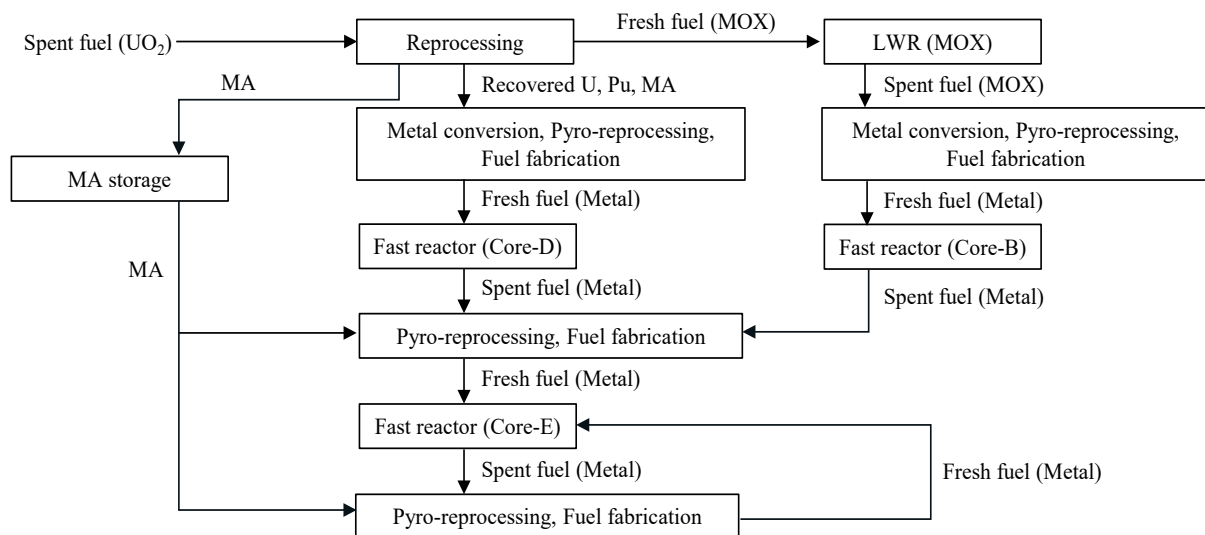 Fresh fuel (MOX)
Spent fuel (UO₂)
Reprocessing
LWR (MOX)
MA
Recovered U, Pu, MA
Spent fuel (MOX)
Metal conversion, Pyro-reprocessing,
Fuel fabrication
Metal conversion, Pyro-reprocessing,
Fuel fabrication
MA storage
Fresh fuel (Metal)
Fresh fuel (Metal)
Fast reactor (Core-D)
Fast reactor (Core-B)
MA
Spent fuel (Metal)
Spent fuel (Metal)
Pyro-reprocessing, Fuel fabrication
Fresh fuel (Metal)
Fast reactor (Core-E)
Spent fuel (Metal)
Fresh fuel (Metal)
Pyro-reprocessing, Fuel fabrication